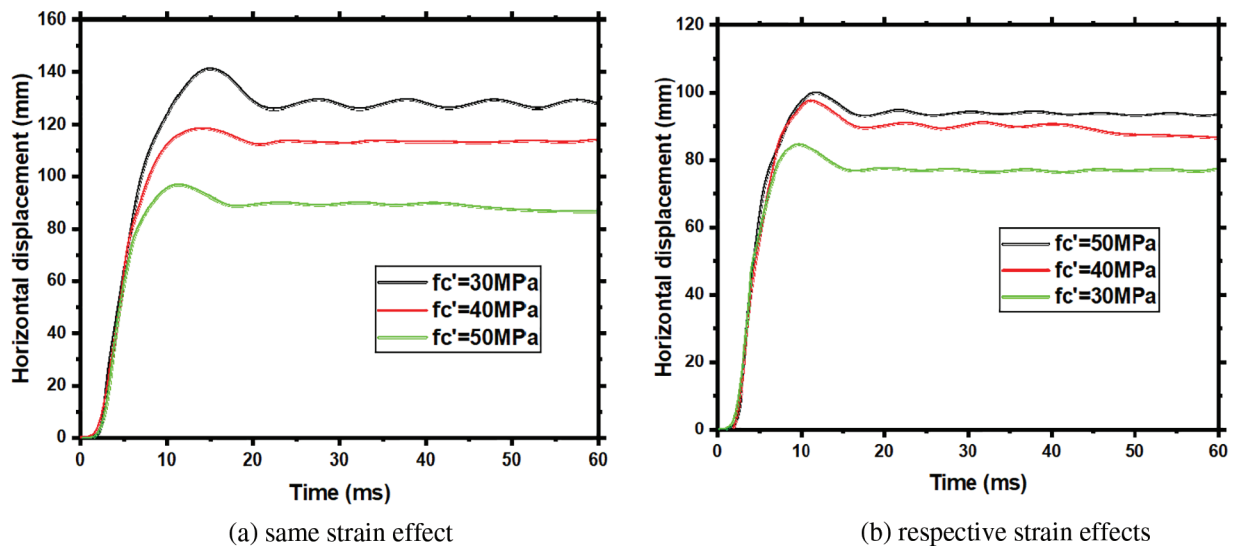 160
140
120
100
80
60
40
20
0
Horizontal displacement (mm)
fc'=30MPa
fc'=40MPa
fc'=50MPa
0 10 20 30 40 50 60
Time (ms)
(a) same strain effect
120
100
80
60
40
20
0
Horizontal displacement (mm)
fc'=50MPa
fc'=40MPa
fc'=30MPa
0 10 20 30 40 50 60
Time (ms)
(b) respective strain effects